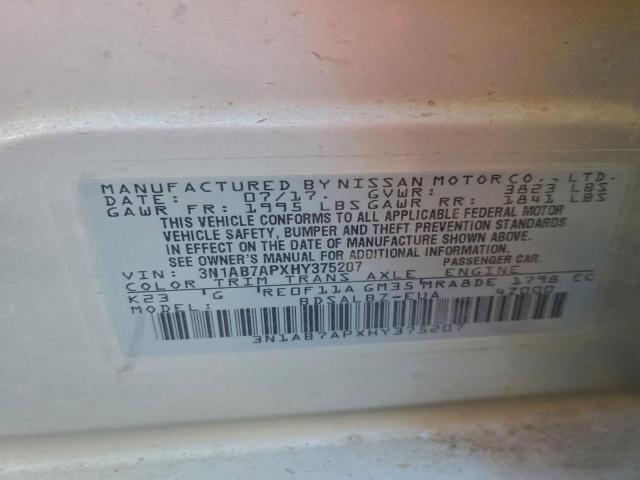 MANUFACTURED BY NISSAN MOTOR CO., LTD.
DATE: 07/17 GVWR: 3823 LBS
GAWR FR: 1995 LBS GAWR RR: 1841 LBS
THIS VEHICLE CONFORMS TO ALL APPLICABLE FEDERAL MOTOR
VEHICLE SAFETY, BUMPER AND THEFT PREVENTION STANDARDS
IN EFFECT ON THE DATE OF MANUFACTURE SHOWN ABOVE.
SEE OWNER'S MANUAL FOR ADDITIONAL INFORMATION.
VIN: 3N1AB7APXHY375207 PASSENGER CAR.
COLOR TRIM TRANS AXLE ENGINE
K23 G RE0F11A GM35 MRA8DE 1798 CC
MODEL: BDSALB7-EUA 4Z000
3N1AB7APXHY375207